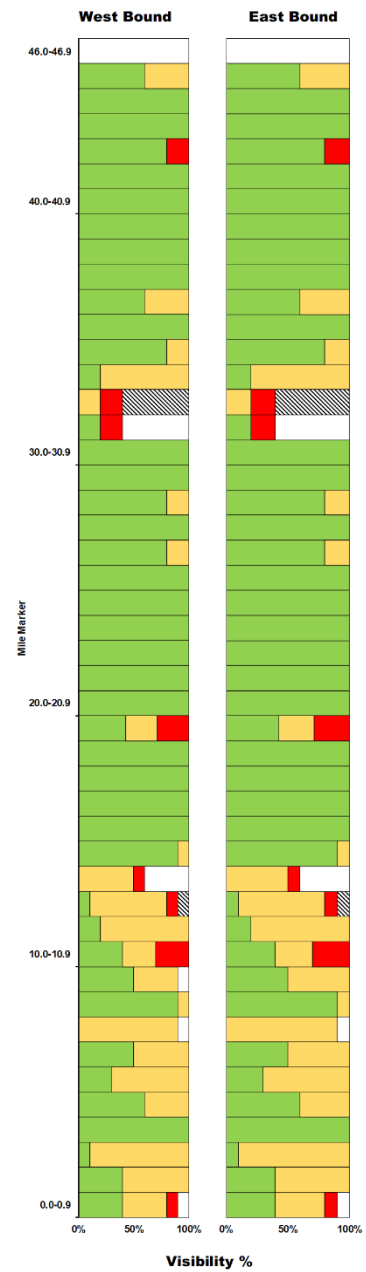 West Bound East Bound
46.0-46.9
40.0-40.9
30.0-30.9
Mile Marker
20.0-20.9
10.0-10.9
0.0-0.9
0% 50% 100% 0% 50% 100%
Visibility %